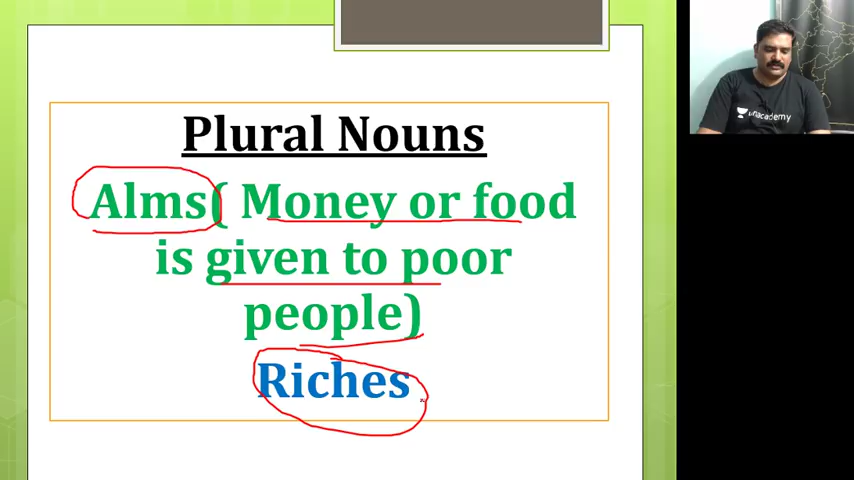 Plural Nouns
Alms( Money or food
is given to poor
people)
Riches
unacademy